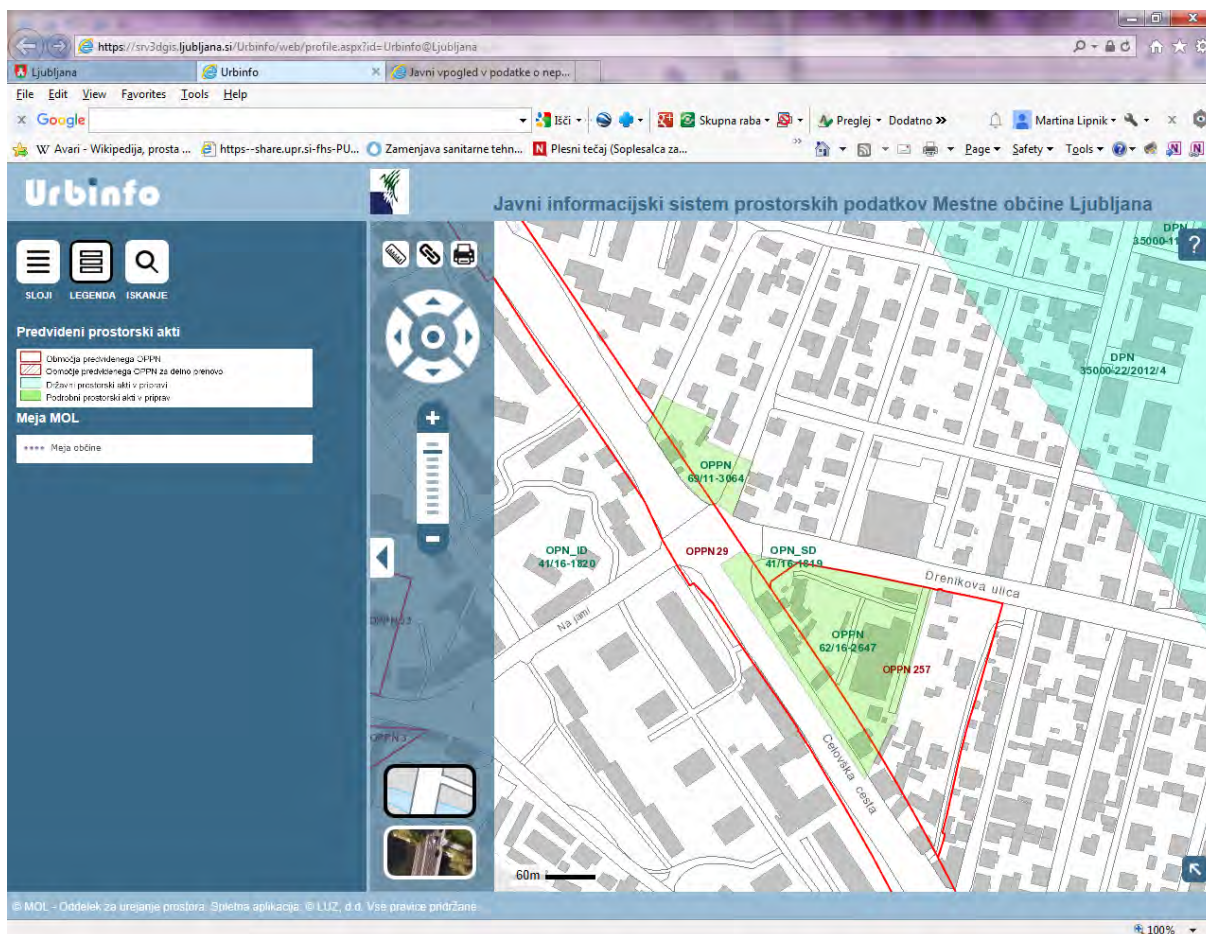 https://srv3dgis.ljubljana.si/Urbinfo/web/profile.aspx?id=Urbinfo@Ljubljana
Ljubljana
Urbinfo
Javni vpogled v podatke o nep...
File Edit View Favorites Tools Help
x Google
Išči
Skupna raba
Preglej
Dodatno »
Martina Lipnik
W Avari - Wikipedija, prosta ...
https--share.upr.si-fhs-PU...
Zamenjava sanitarne tehn...
N Plesni tečaj (Soplesalca za...
»
Page Safety Tools
Urbinfo
Javni informacijski sistem prostorskih podatkov Mestne občine Ljubljana
SLOJI LEGENDA ISKANJE
Predvideni prostorski akti
Območja predvidenega OPPN
Območje predvidenega OPPN za delno prenovo
Državni prostorski akti v pripravi
Podrobni prostorski akti v priprav
Meja MOL
Meja občine
?
DPN
35000-11
DPN
35000-22/2012/4
OPPN
69/11-3064
OPN_ID
41/16-1820
OPPN 29
OPN_SD
41/16-1819
Drenikova ulica
Na jami
OPPN
62/16-2647
OPPN 257
Celovška cesta
60m
© MOL - Oddelek za urejanje prostora. Spletna aplikacija: © LUZ, d.d. Vse pravice pridržane.
100%